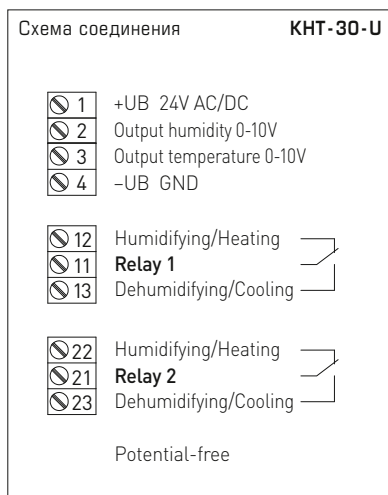 Схема соединения KHT-30-U
1 +UB 24V AC/DC
2 Output humidity 0-10V
3 Output temperature 0-10V
4 –UB GND
12 Humidifying/Heating
11 Relay 1
13 Dehumidifying/Cooling
22 Humidifying/Heating
21 Relay 2
23 Dehumidifying/Cooling
Potential-free